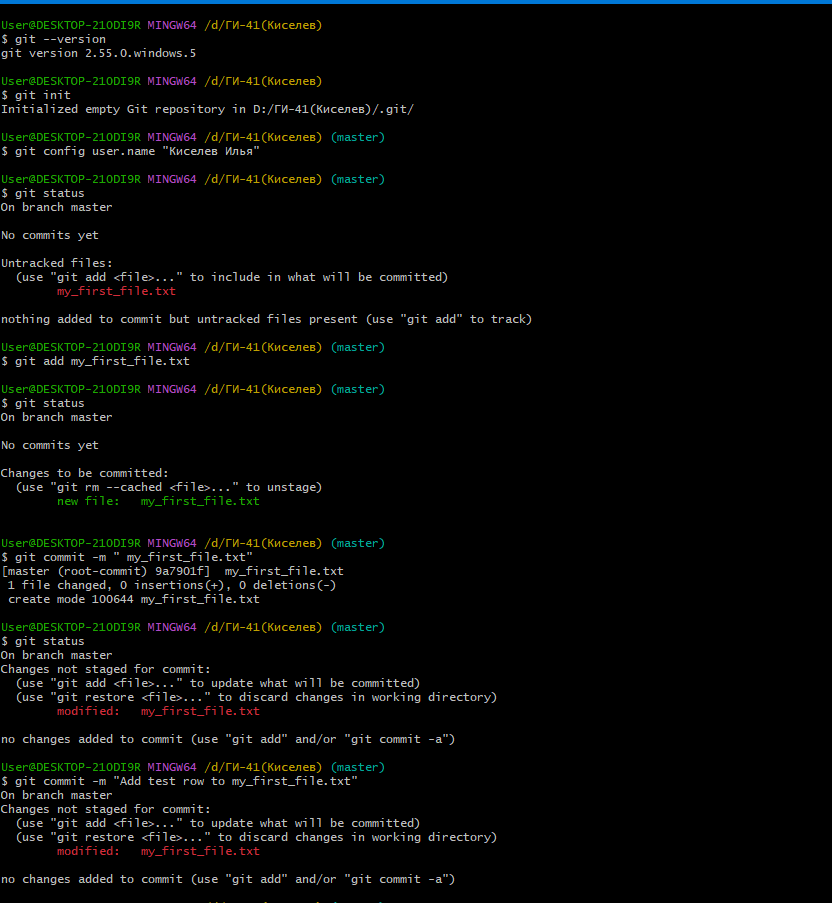 User@DESKTOP-21ODI9R MINGW64 /d/ГИ-41(Киселев)
$ git --version
git version 2.55.0.windows.5
User@DESKTOP-21ODI9R MINGW64 /d/ГИ-41(Киселев)
$ git init
Initialized empty Git repository in D:/ГИ-41(Киселев)/.git/
User@DESKTOP-21ODI9R MINGW64 /d/ГИ-41(Киселев) (master)
$ git config user.name "Киселев Илья"
User@DESKTOP-21ODI9R MINGW64 /d/ГИ-41(Киселев) (master)
$ git status
On branch master
No commits yet
Untracked files:
  (use "git add <file>..." to include in what will be committed)
        my_first_file.txt
nothing added to commit but untracked files present (use "git add" to track)
User@DESKTOP-21ODI9R MINGW64 /d/ГИ-41(Киселев) (master)
$ git add my_first_file.txt
User@DESKTOP-21ODI9R MINGW64 /d/ГИ-41(Киселев) (master)
$ git status
On branch master
No commits yet
Changes to be committed:
  (use "git rm --cached <file>..." to unstage)
        new file:   my_first_file.txt
User@DESKTOP-21ODI9R MINGW64 /d/ГИ-41(Киселев) (master)
$ git commit -m " my_first_file.txt"
[master (root-commit) 9a7901f]  my_first_file.txt
 1 file changed, 0 insertions(+), 0 deletions(-)
 create mode 100644 my_first_file.txt
User@DESKTOP-21ODI9R MINGW64 /d/ГИ-41(Киселев) (master)
$ git status
On branch master
Changes not staged for commit:
  (use "git add <file>..." to update what will be committed)
  (use "git restore <file>..." to discard changes in working directory)
        modified:   my_first_file.txt
no changes added to commit (use "git add" and/or "git commit -a")
User@DESKTOP-21ODI9R MINGW64 /d/ГИ-41(Киселев) (master)
$ git commit -m "Add test row to my_first_file.txt"
On branch master
Changes not staged for commit:
  (use "git add <file>..." to update what will be committed)
  (use "git restore <file>..." to discard changes in working directory)
        modified:   my_first_file.txt
no changes added to commit (use "git add" and/or "git commit -a")